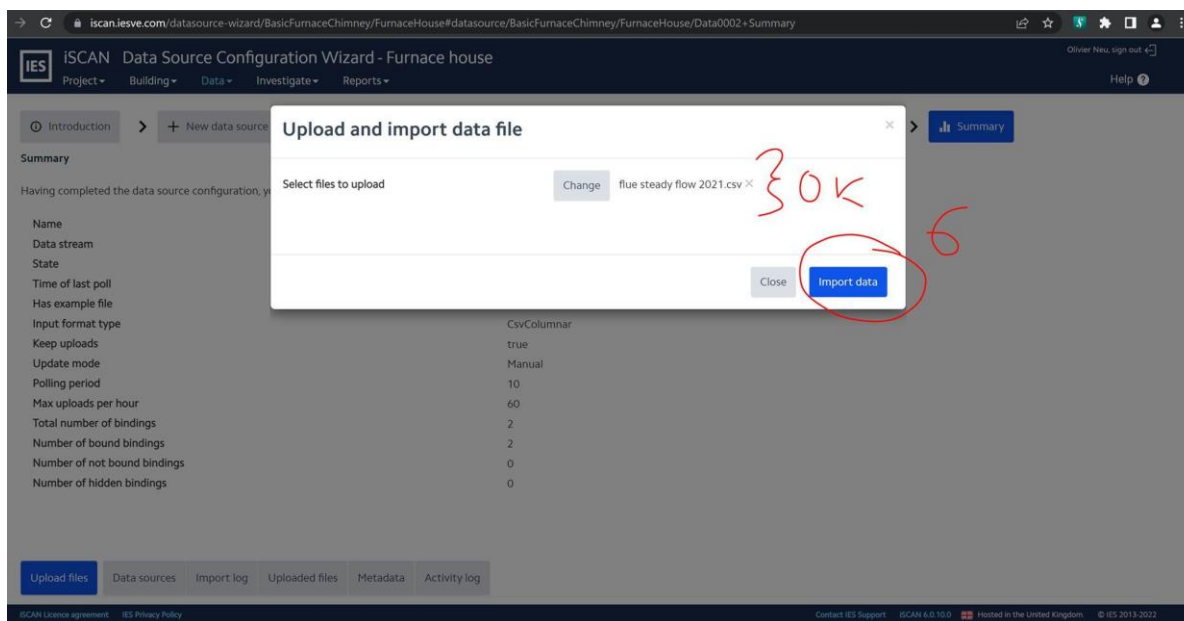 iscan.iesve.com/datasource-wizard/BasicFurnaceChimney/FurnaceHouse#datasource/BasicFurnaceChimney/FurnaceHouse/Data0002+Summary
IES
iSCAN Data Source Configuration Wizard - Furnace house
Olivier Neu, sign out
Project Building Data Investigate Reports
Help
Introduction
+ New data source
Summary
Upload and import data file
Summary
Having completed the data source configuration, y
Select files to upload
Change
flue steady flow 2021.csv
OK
6
Close
Import data
Name
Data stream
State
Time of last poll
Has example file
Input format type CsvColumnar
Keep uploads true
Update mode Manual
Polling period 10
Max uploads per hour 60
Total number of bindings 2
Number of bound bindings 2
Number of not bound bindings 0
Number of hidden bindings 0
Upload files Data sources Import log Uploaded files Metadata Activity log
iSCAN Licence agreement IES Privacy Policy
Contact IES Support iSCAN 6.0.10.0 Hosted in the United Kingdom © IES 2013-2022